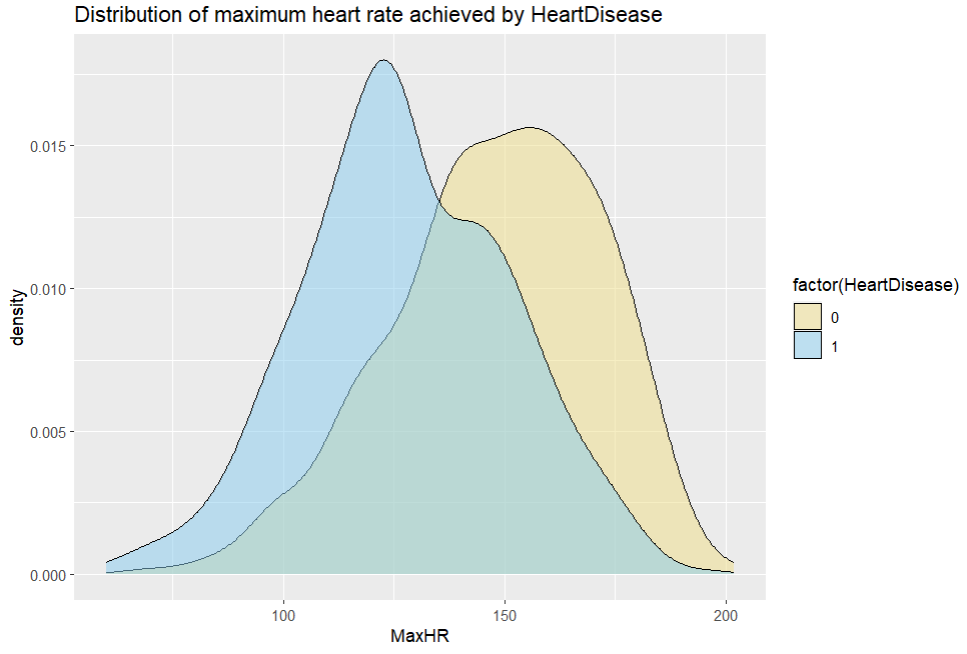 Distribution of maximum heart rate achieved by HeartDisease
density
0.015
0.010
0.005
0.000
100
150
200
MaxHR
factor(HeartDisease)
0
1